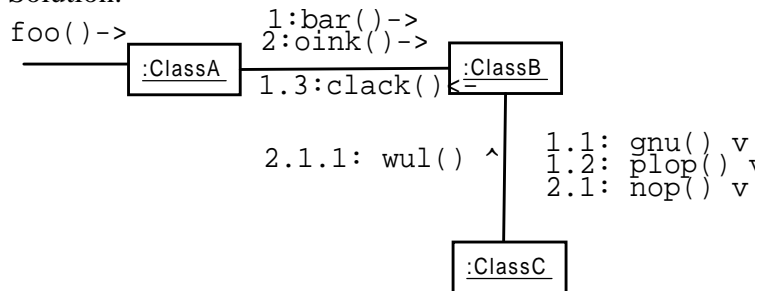 Solution:
foo()->
1:bar()->
2:oink()->
:ClassA
:ClassB
1.3:clack()<-
2.1.1: wul() ^
1.1: gnu() v
1.2: plop() v
2.1: nop() v
:ClassC